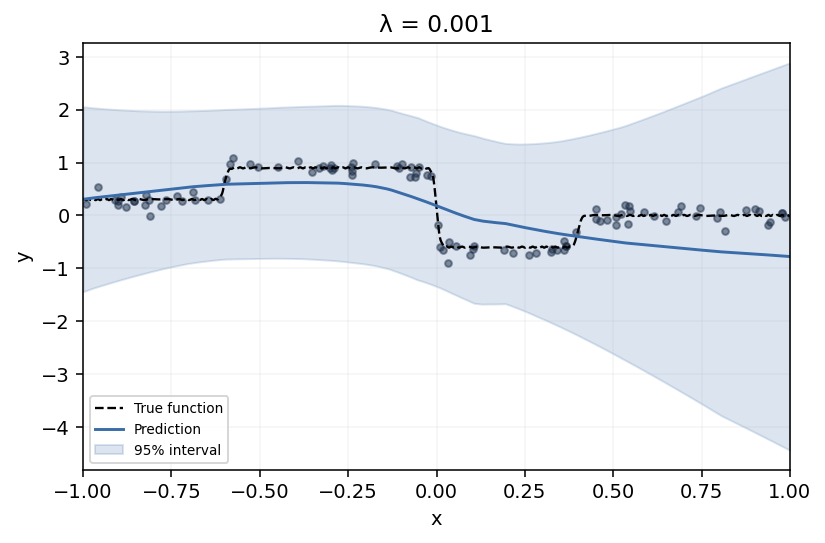 λ = 0.001
3
2
1
0
−1
−2
−3
−4
y
True function
Prediction
95% interval
−1.00 −0.75 −0.50 −0.25 0.00 0.25 0.50 0.75 1.00
x